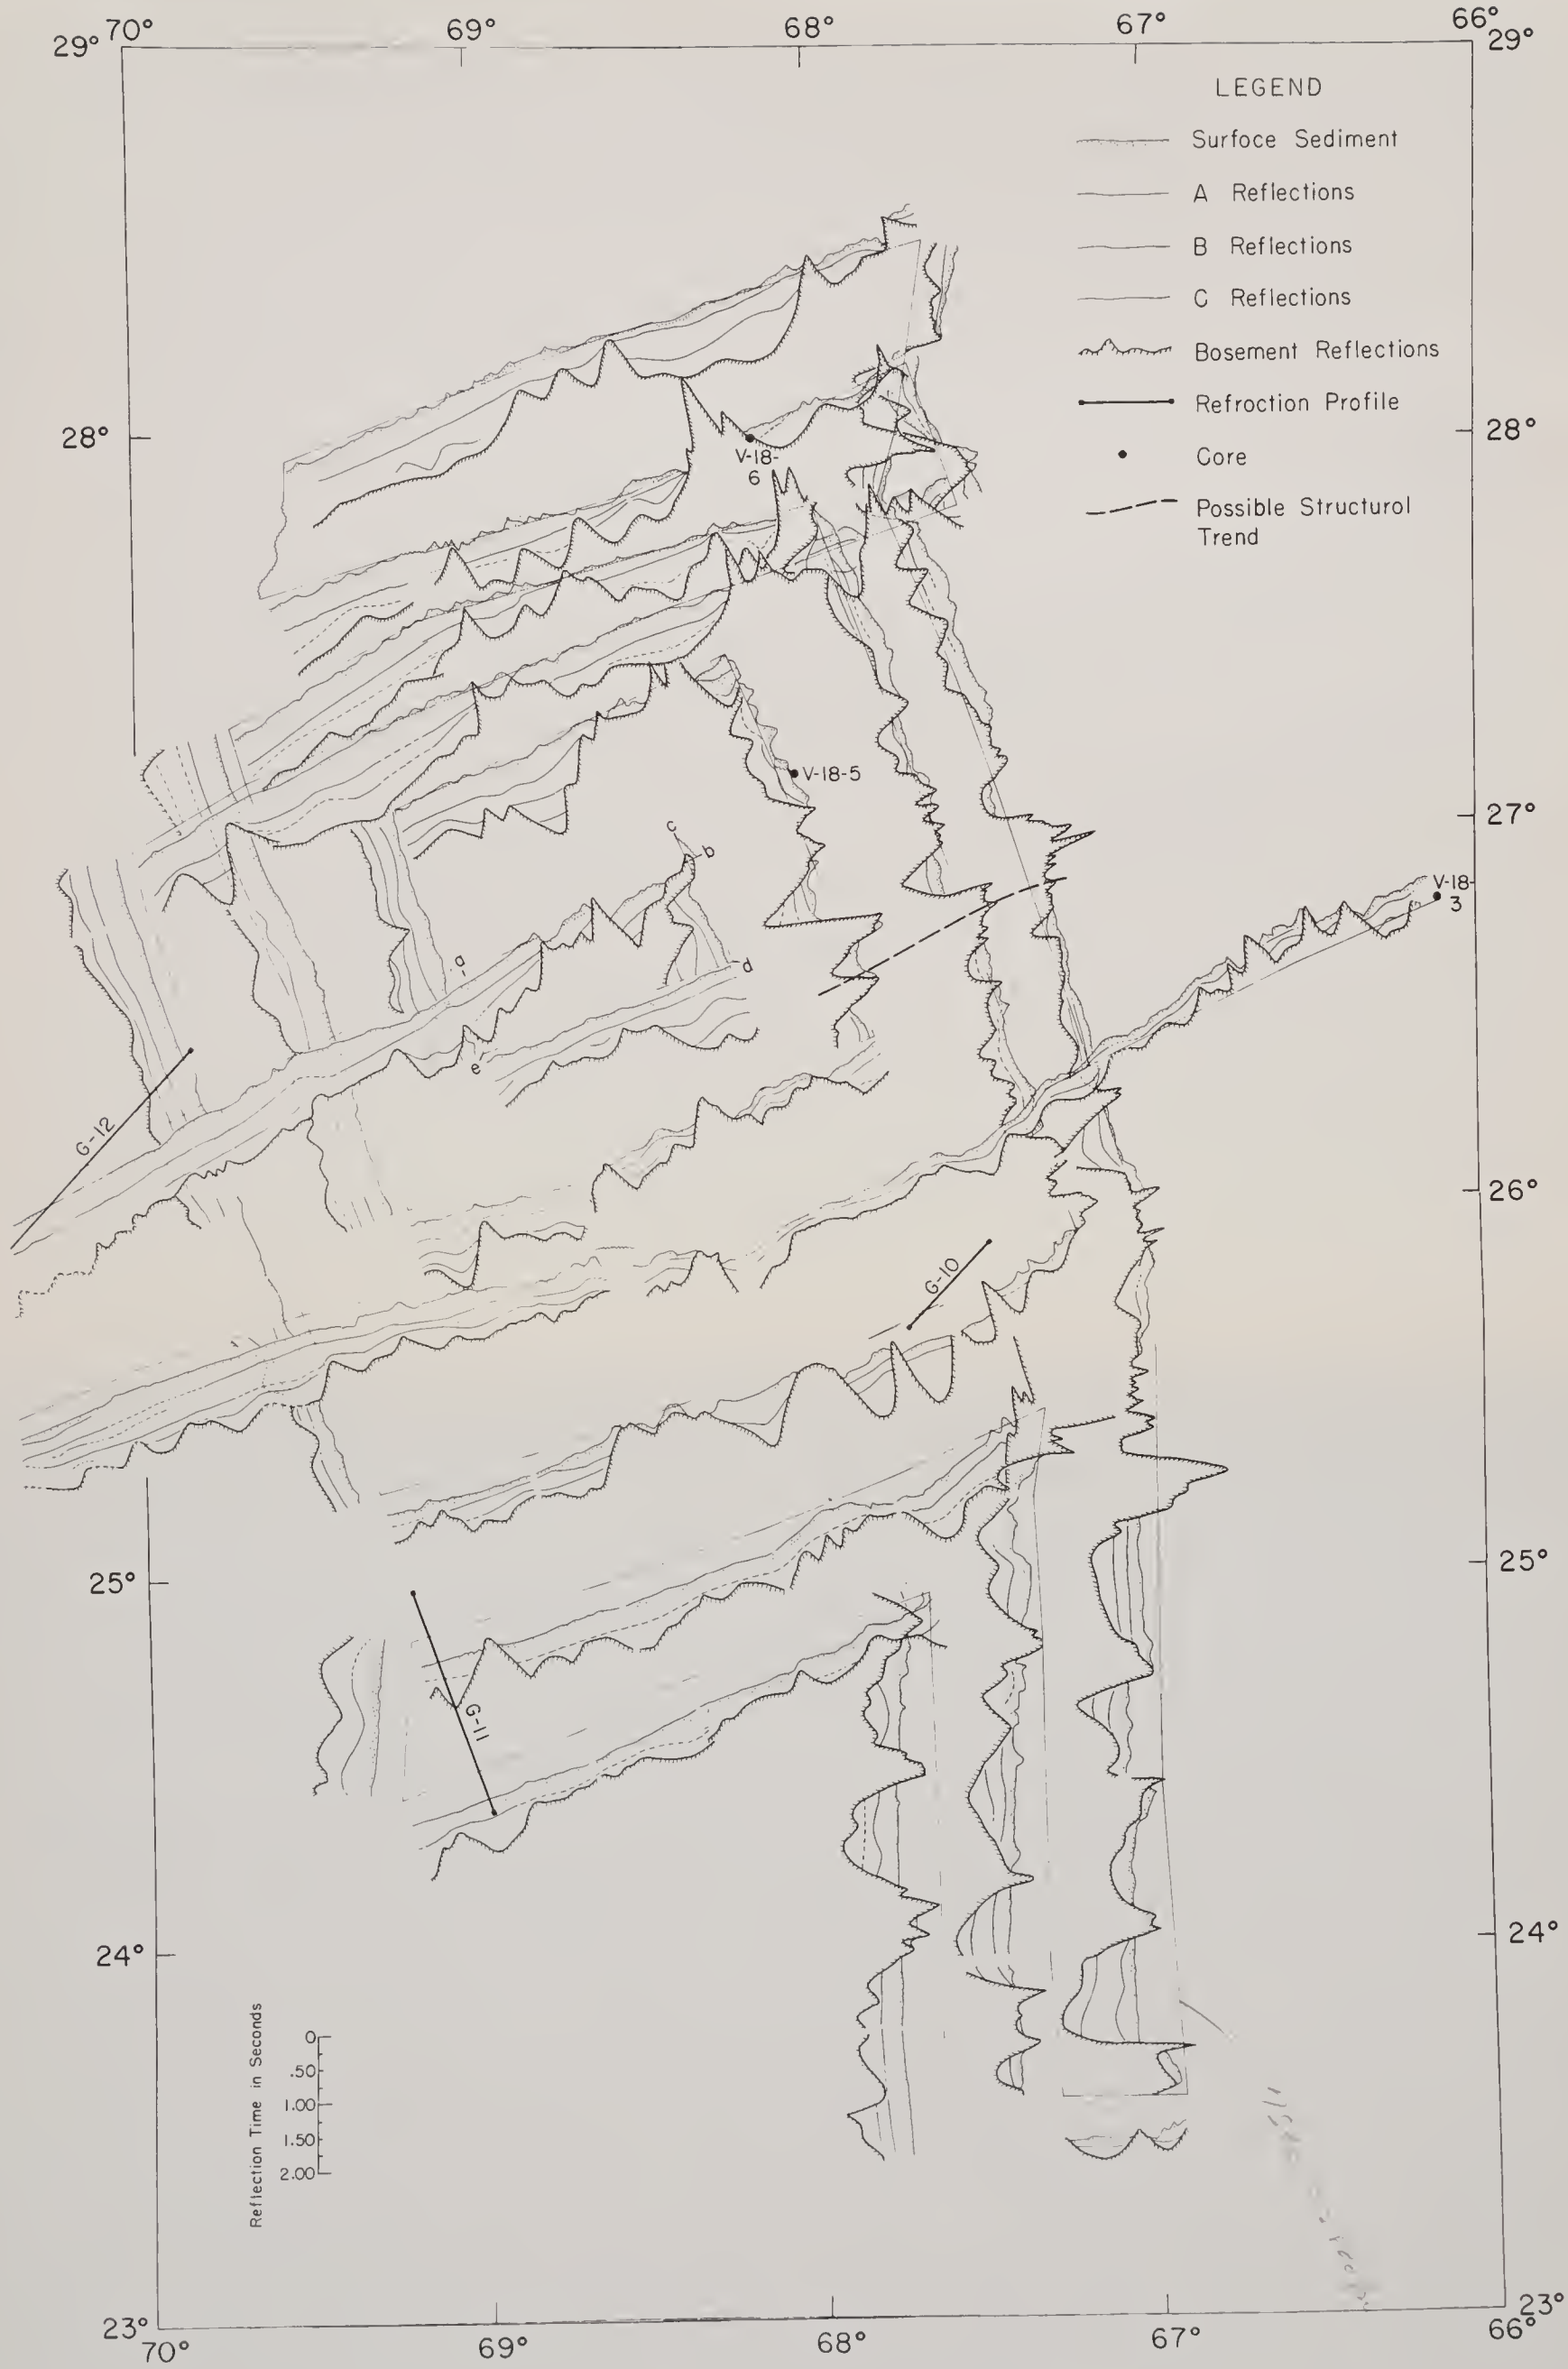 70° 69° 68° 67° 66°
29° 29°
LEGEND
Surfoce Sediment
A Reflections
B Reflections
C Reflections
Bosement Reflections
Refroction Profile
28° 28°
Core
V-18-
6
Possible Structurol
Trend
V-18-5
27°
c
b
V-18-
3
a
d
e
G-12
26°
G-10
25° 25°
G-11
24° 24°
Reflection Time in Seconds
0
.50
1.00
1.50
2.00
23° 23°
70° 69° 68° 67° 66°